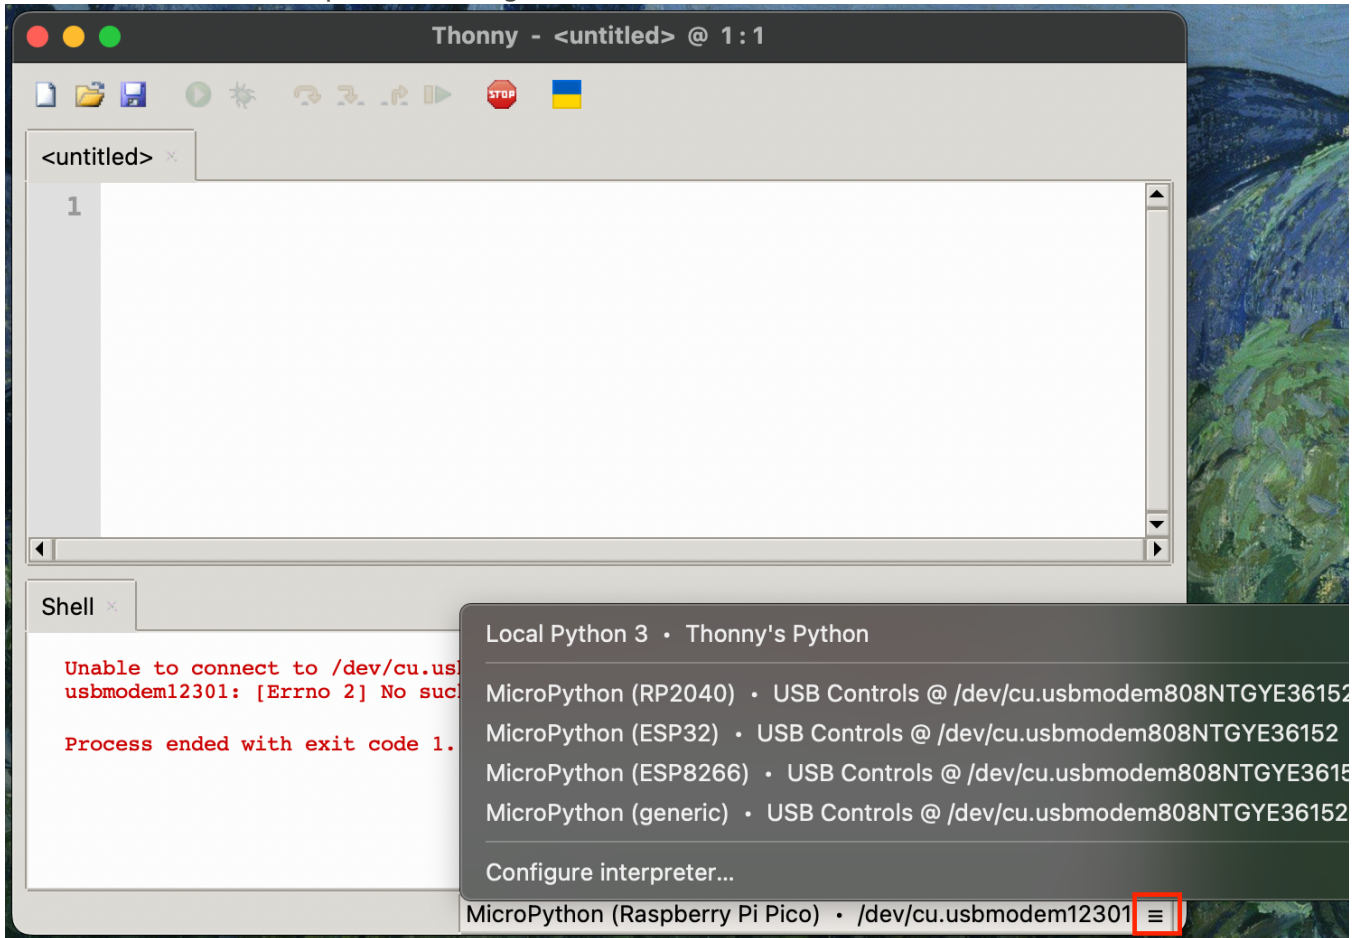 Thonny - <untitled> @ 1:1
STOP
<untitled>
1
Shell
Unable to connect to /dev/cu.us
usbmodem12301: [Errno 2] No suc
Process ended with exit code 1.
Local Python 3 • Thonny's Python
MicroPython (RP2040) • USB Controls @ /dev/cu.usbmodem808NTGYE36152
MicroPython (ESP32) • USB Controls @ /dev/cu.usbmodem808NTGYE36152
MicroPython (ESP8266) • USB Controls @ /dev/cu.usbmodem808NTGYE3615
MicroPython (generic) • USB Controls @ /dev/cu.usbmodem808NTGYE36152
Configure interpreter...
MicroPython (Raspberry Pi Pico) • /dev/cu.usbmodem12301 ≡